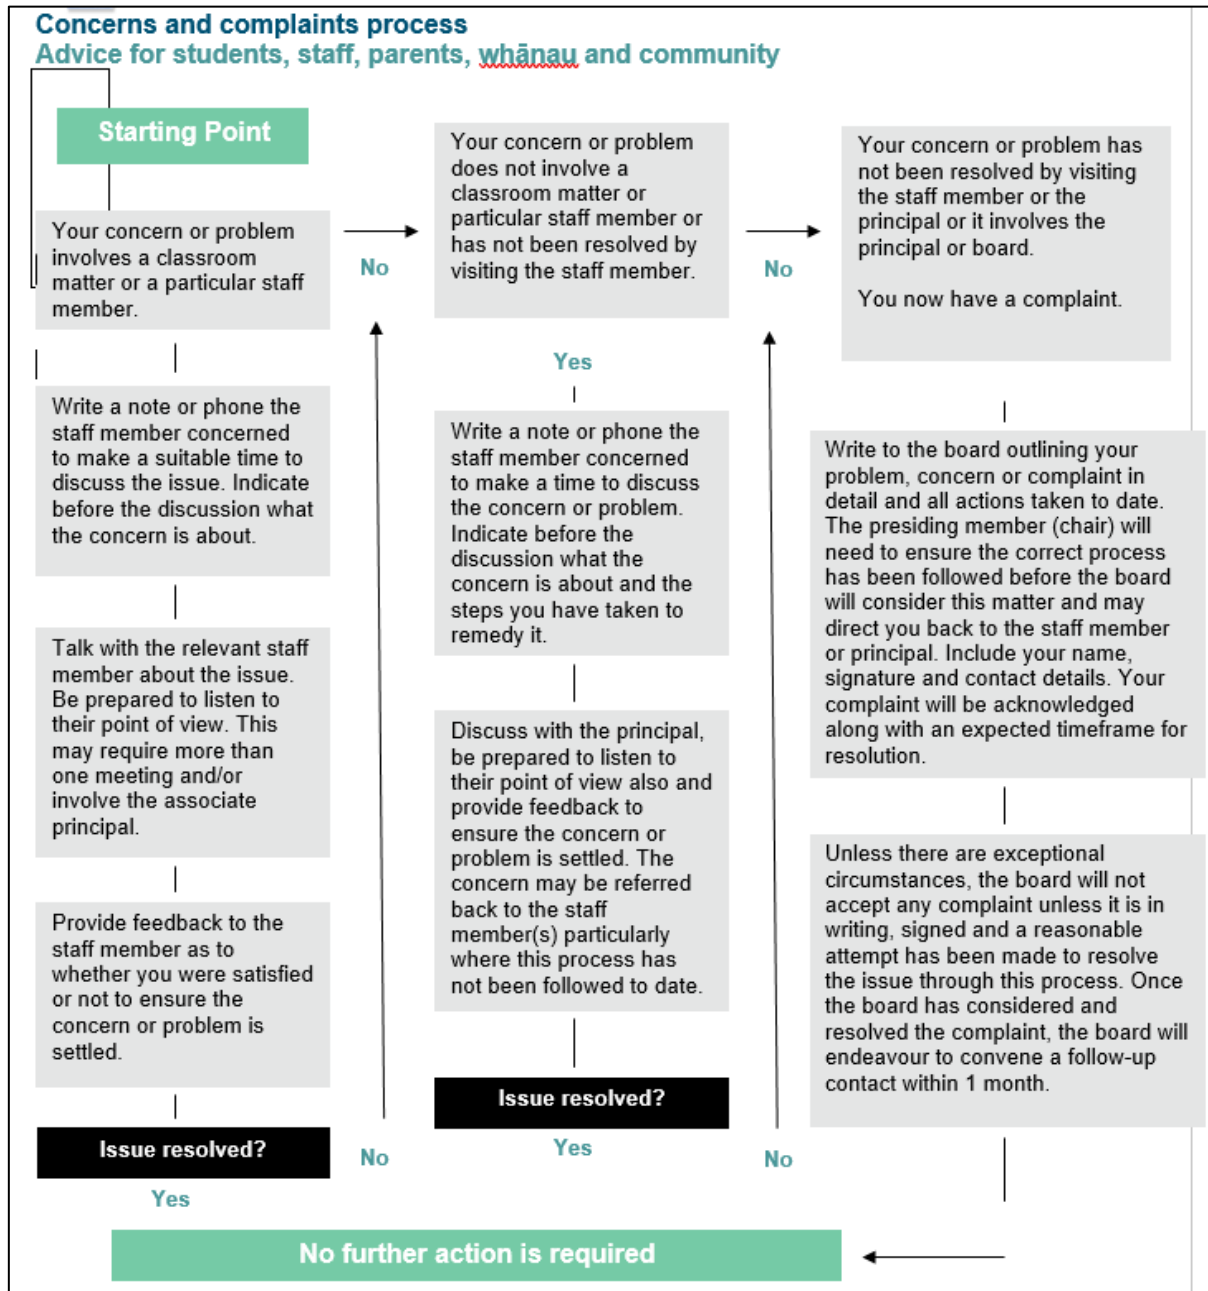 Concerns and complaints process
Advice for students, staff, parents, whānau and community
Starting Point
Your concern or problem
involves a classroom
matter or a particular staff
member.
No
Write a note or phone the
staff member concerned
to make a suitable time to
discuss the issue. Indicate
before the discussion what
the concern is about.
Talk with the relevant staff
member about the issue.
Be prepared to listen to
their point of view. This
may require more than
one meeting and/or
involve the associate
principal.
Provide feedback to the
staff member as to
whether you were satisfied
or not to ensure the
concern or problem is
settled.
Issue resolved?
Yes
No
Your concern or problem
does not involve a
classroom matter or
particular staff member or
has not been resolved by
visiting the staff member.
No
Yes
Write a note or phone the
staff member concerned
to make a time to discuss
the concern or problem.
Indicate before the
discussion what the
concern is about and the
steps you have taken to
remedy it.
Discuss with the principal,
be prepared to listen to
their point of view also and
provide feedback to
ensure the concern or
problem is settled. The
concern may be referred
back to the staff
member(s) particularly
where this process has
not been followed to date.
Issue resolved?
Yes
No
Your concern or problem has
not been resolved by visiting
the staff member or the
principal or it involves the
principal or board.
You now have a complaint.
Write to the board outlining your
problem, concern or complaint in
detail and all actions taken to date.
The presiding member (chair) will
need to ensure the correct process
has been followed before the board
will consider this matter and may
direct you back to the staff member
or principal. Include your name,
signature and contact details. Your
complaint will be acknowledged
along with an expected timeframe for
resolution.
Unless there are exceptional
circumstances, the board will not
accept any complaint unless it is in
writing, signed and a reasonable
attempt has been made to resolve
the issue through this process. Once
the board has considered and
resolved the complaint, the board will
endeavour to convene a follow-up
contact within 1 month.
No further action is required